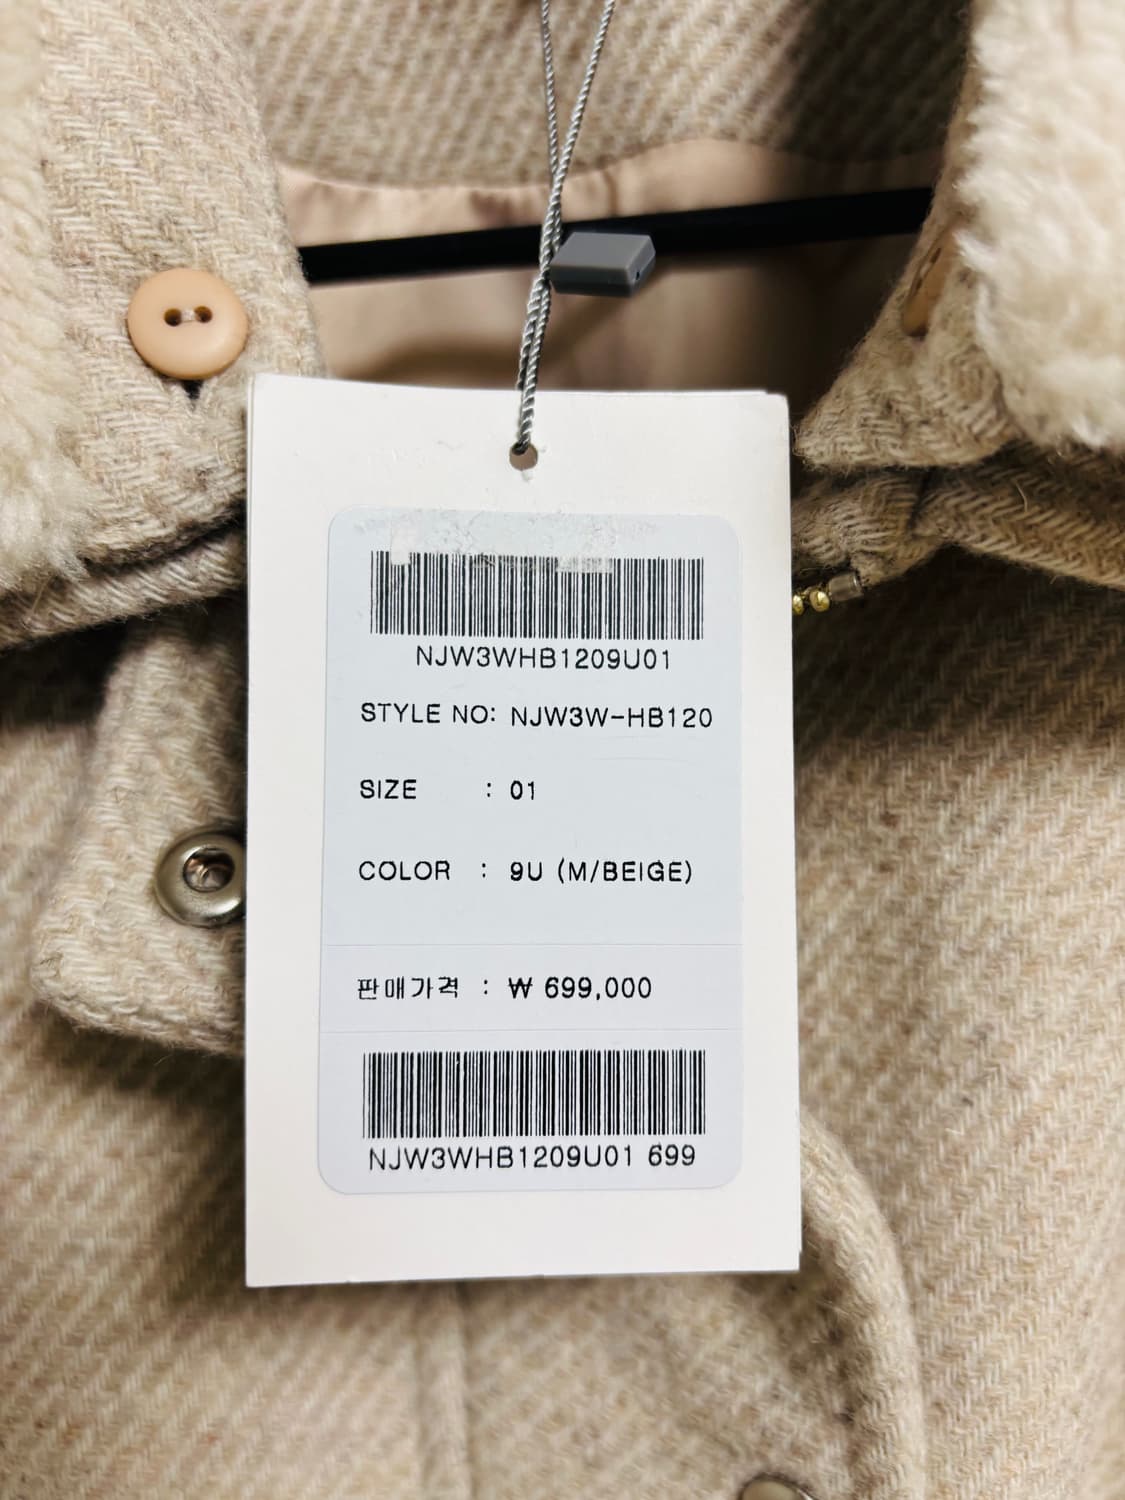 NJW3WHB1209U01
STYLE NO: NJW3W-HB120
SIZE : 01
COLOR : 9U (M/BEIGE)
판매가격 : ₩ 699,000
NJW3WHB1209U01 699